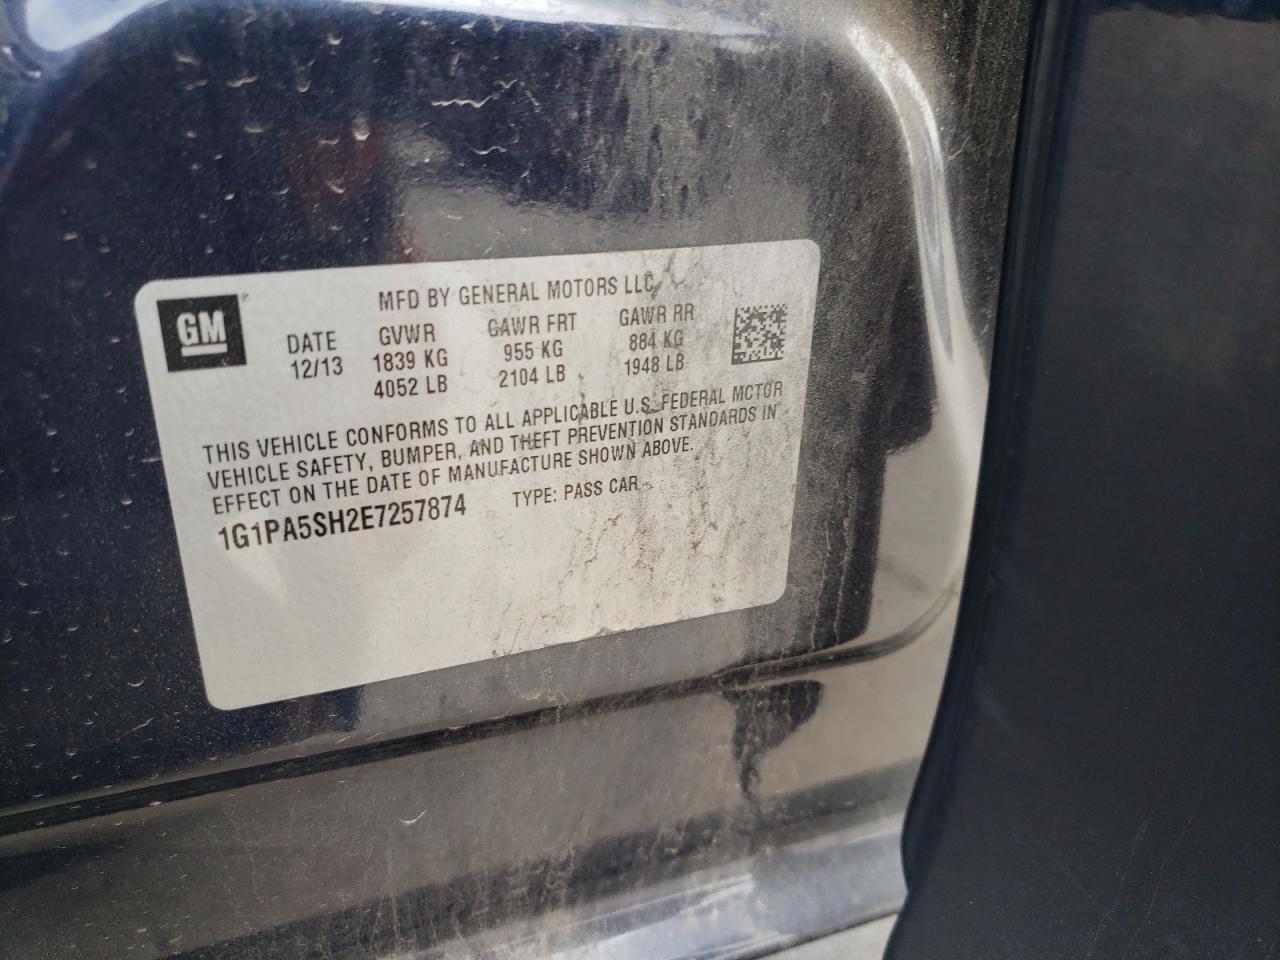 GM
MFD BY GENERAL MOTORS LLC
DATE GVWR GAWR FRT GAWR RR
12/13 1839 KG 955 KG 884 KG
4052 LB 2104 LB 1948 LB
THIS VEHICLE CONFORMS TO ALL APPLICABLE U.S. FEDERAL MOTOR
VEHICLE SAFETY, BUMPER, AND THEFT PREVENTION STANDARDS IN
EFFECT ON THE DATE OF MANUFACTURE SHOWN ABOVE.
1G1PA5SH2E7257874 TYPE: PASS CAR